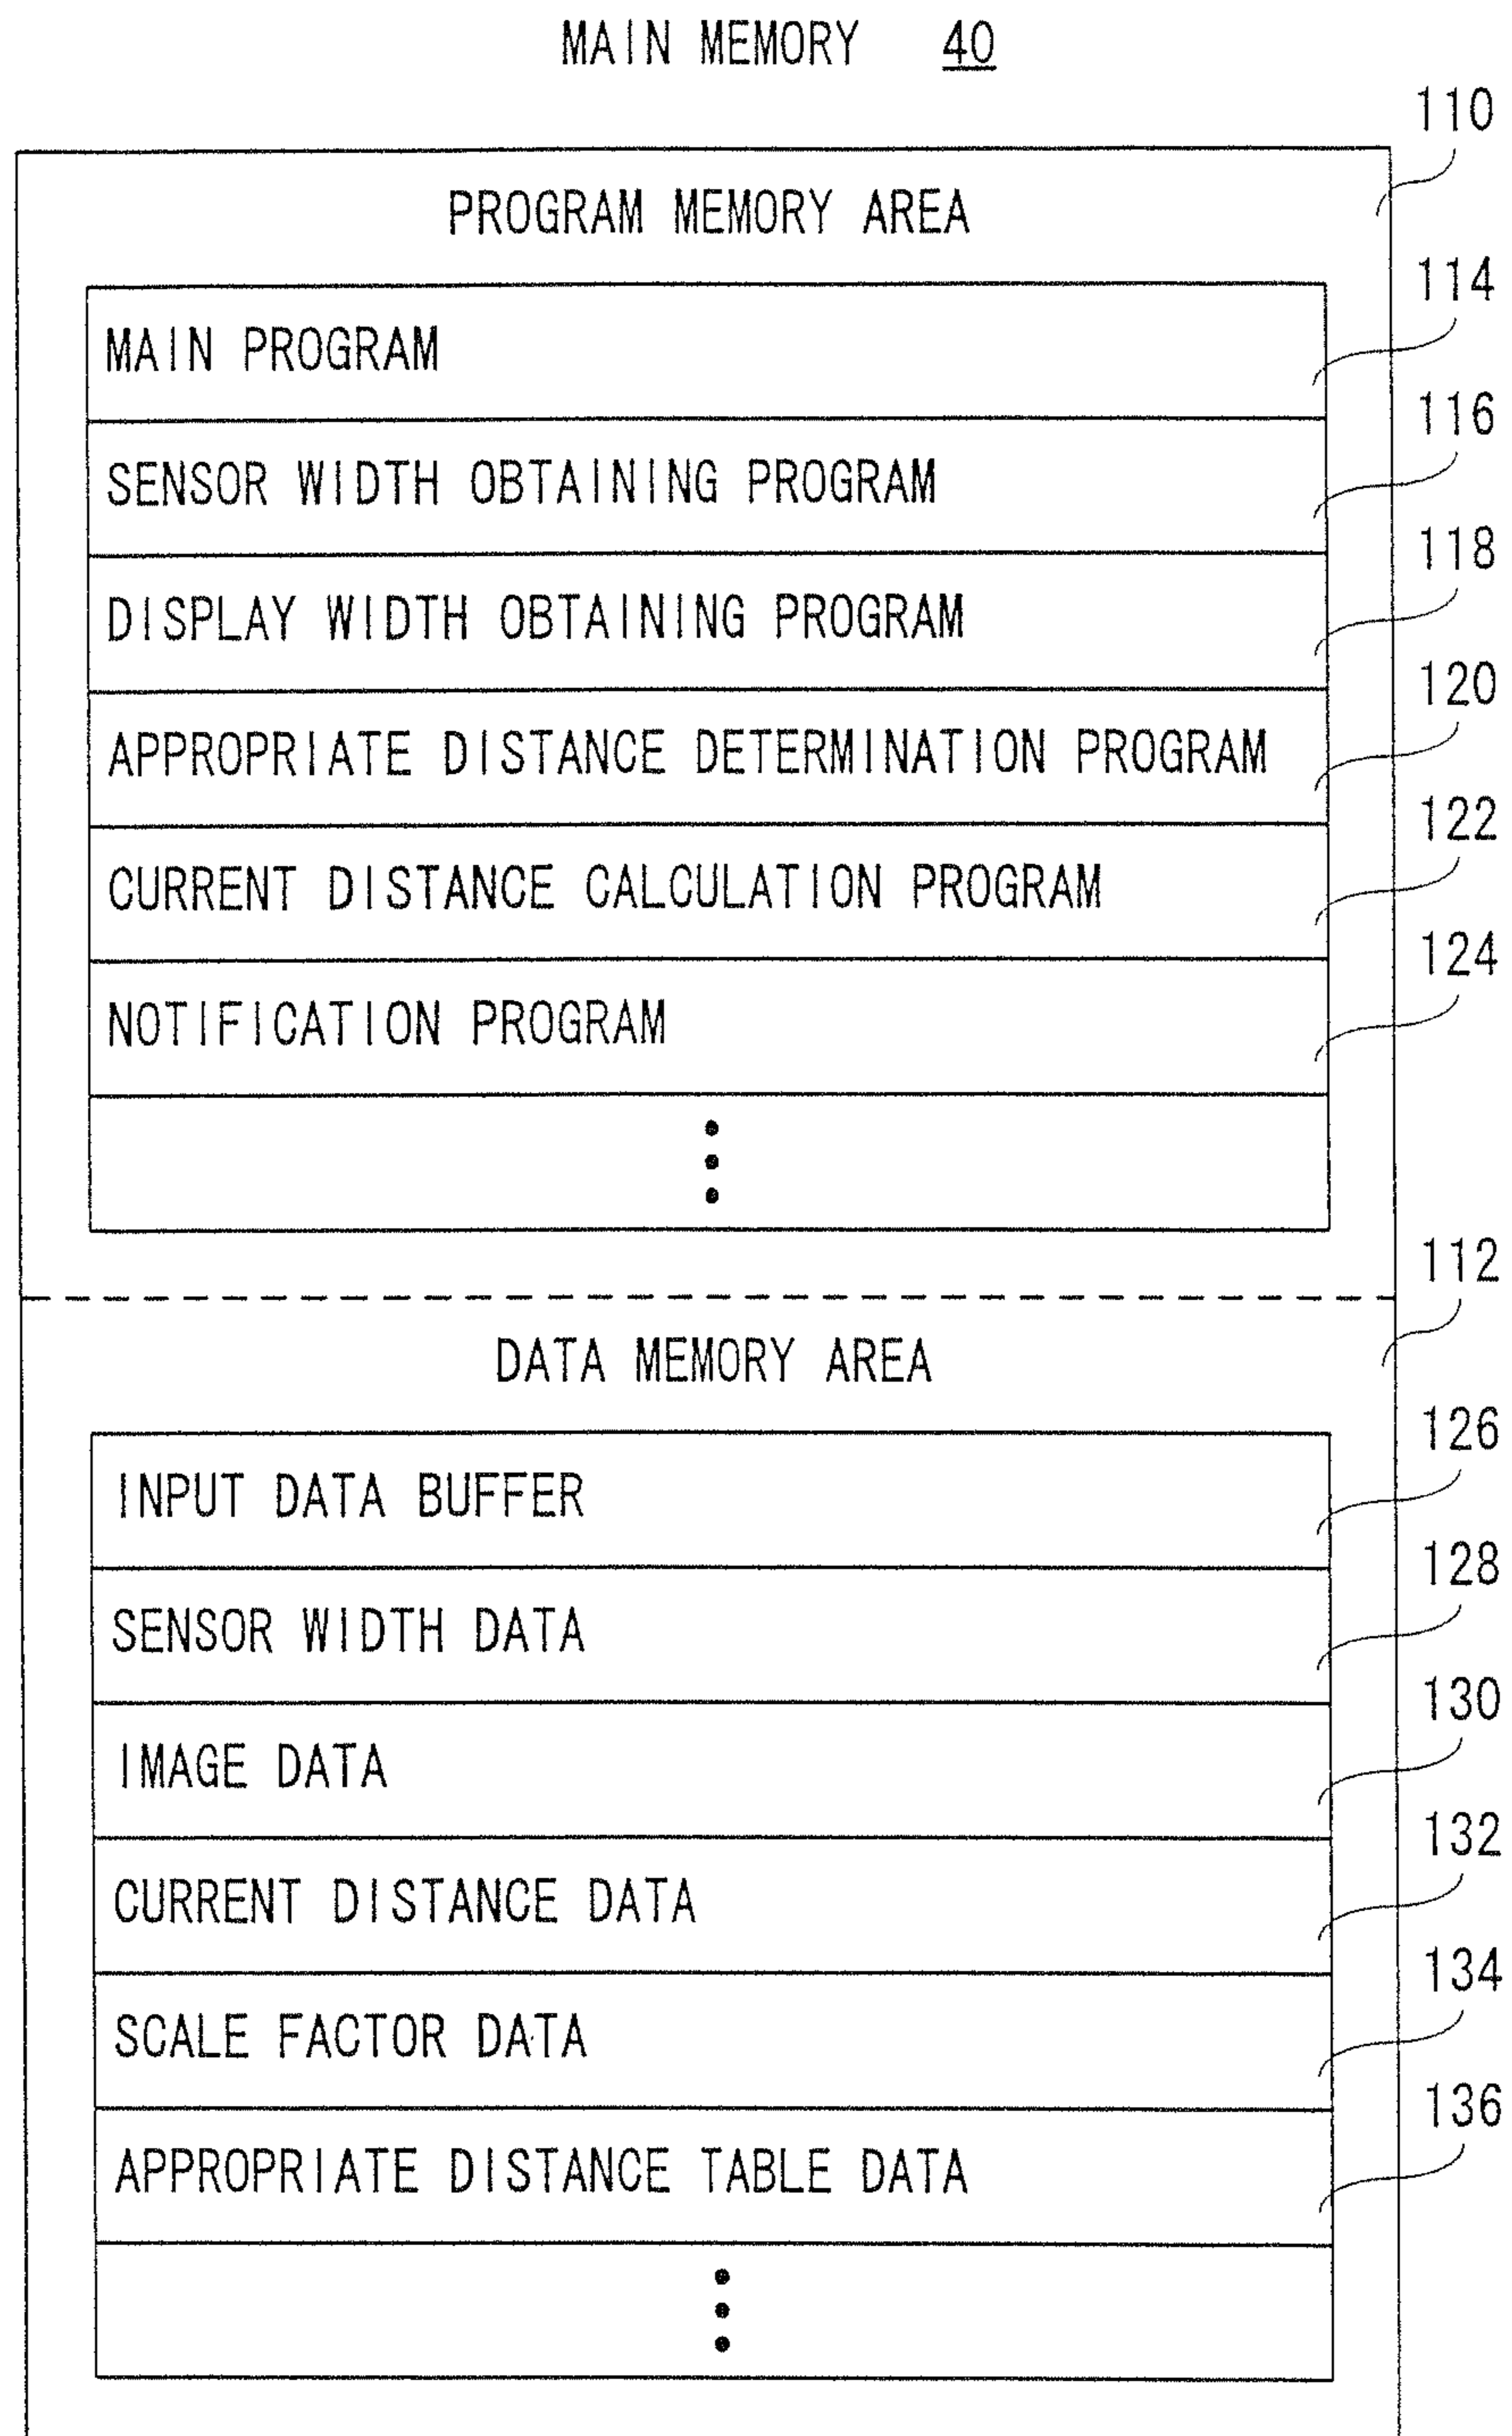 MAIN MEMORY 40
110
PROGRAM MEMORY AREA
114
MAIN PROGRAM
116
SENSOR WIDTH OBTAINING PROGRAM
118
DISPLAY WIDTH OBTAINING PROGRAM
120
APPROPRIATE DISTANCE DETERMINATION PROGRAM
122
CURRENT DISTANCE CALCULATION PROGRAM
124
NOTIFICATION PROGRAM
112
DATA MEMORY AREA
126
INPUT DATA BUFFER
128
SENSOR WIDTH DATA
130
IMAGE DATA
132
CURRENT DISTANCE DATA
134
SCALE FACTOR DATA
136
APPROPRIATE DISTANCE TABLE DATA